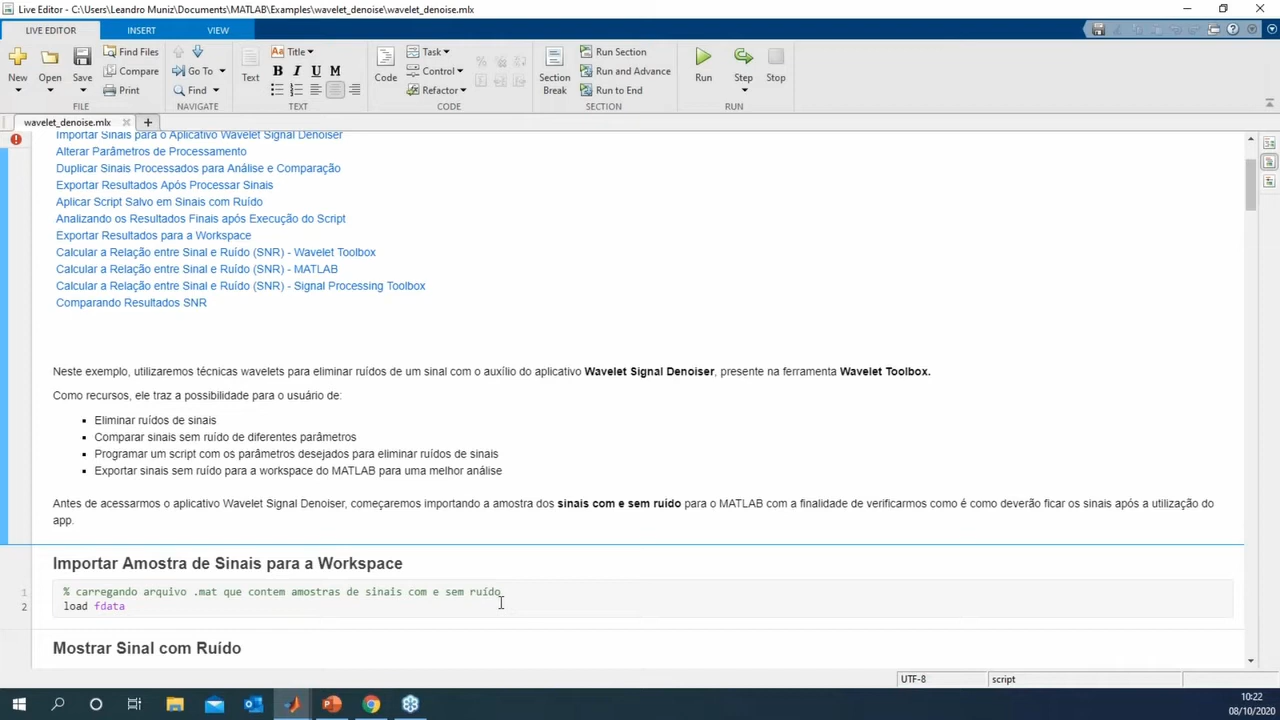 Live Editor - C:\Users\Leandro Muniz\Documents\MATLAB\Examples\wavelet_denoise\wavelet_denoise.mlx
LIVE EDITOR INSERT VIEW
New Open Save Find Files Compare Print
FILE
Go To Find
NAVIGATE
Text Aa Title B I U M
TEXT
Code Task Control Refactor
CODE
Section Break Run Section Run and Advance Run to End
SECTION
Run Step Stop
RUN
wavelet_denoise.mlx
Importar Sinais para o Aplicativo Wavelet Signal Denoiser
Alterar Parâmetros de Processamento
Duplicar Sinais Processados para Análise e Comparação
Exportar Resultados Após Processar Sinais
Aplicar Script Salvo em Sinais com Ruído
Analizando os Resultados Finais após Execução do Script
Exportar Resultados para a Workspace
Calcular a Relação entre Sinal e Ruído (SNR) - Wavelet Toolbox
Calcular a Relação entre Sinal e Ruído (SNR) - MATLAB
Calcular a Relação entre Sinal e Ruído (SNR) - Signal Processing Toolbox
Comparando Resultados SNR
Neste exemplo, utilizaremos técnicas wavelets para eliminar ruídos de um sinal com o auxílio do aplicativo Wavelet Signal Denoiser, presente na ferramenta Wavelet Toolbox.
Como recursos, ele traz a possibilidade para o usuário de:
▪ Eliminar ruídos de sinais
▪ Comparar sinais sem ruído de diferentes parâmetros
▪ Programar um script com os parâmetros desejados para eliminar ruídos de sinais
▪ Exportar sinais sem ruído para a workspace do MATLAB para uma melhor análise
Antes de acessarmos o aplicativo Wavelet Signal Denoiser, começaremos importando a amostra dos sinais com e sem ruído para o MATLAB com a finalidade de verificarmos como é como deverão ficar os sinais após a utilização do
app.
Importar Amostra de Sinais para a Workspace
1 % carregando arquivo .mat que contem amostras de sinais com e sem ruído
2 load fdata
Mostrar Sinal com Ruído
UTF-8 script
10:22
08/10/2020